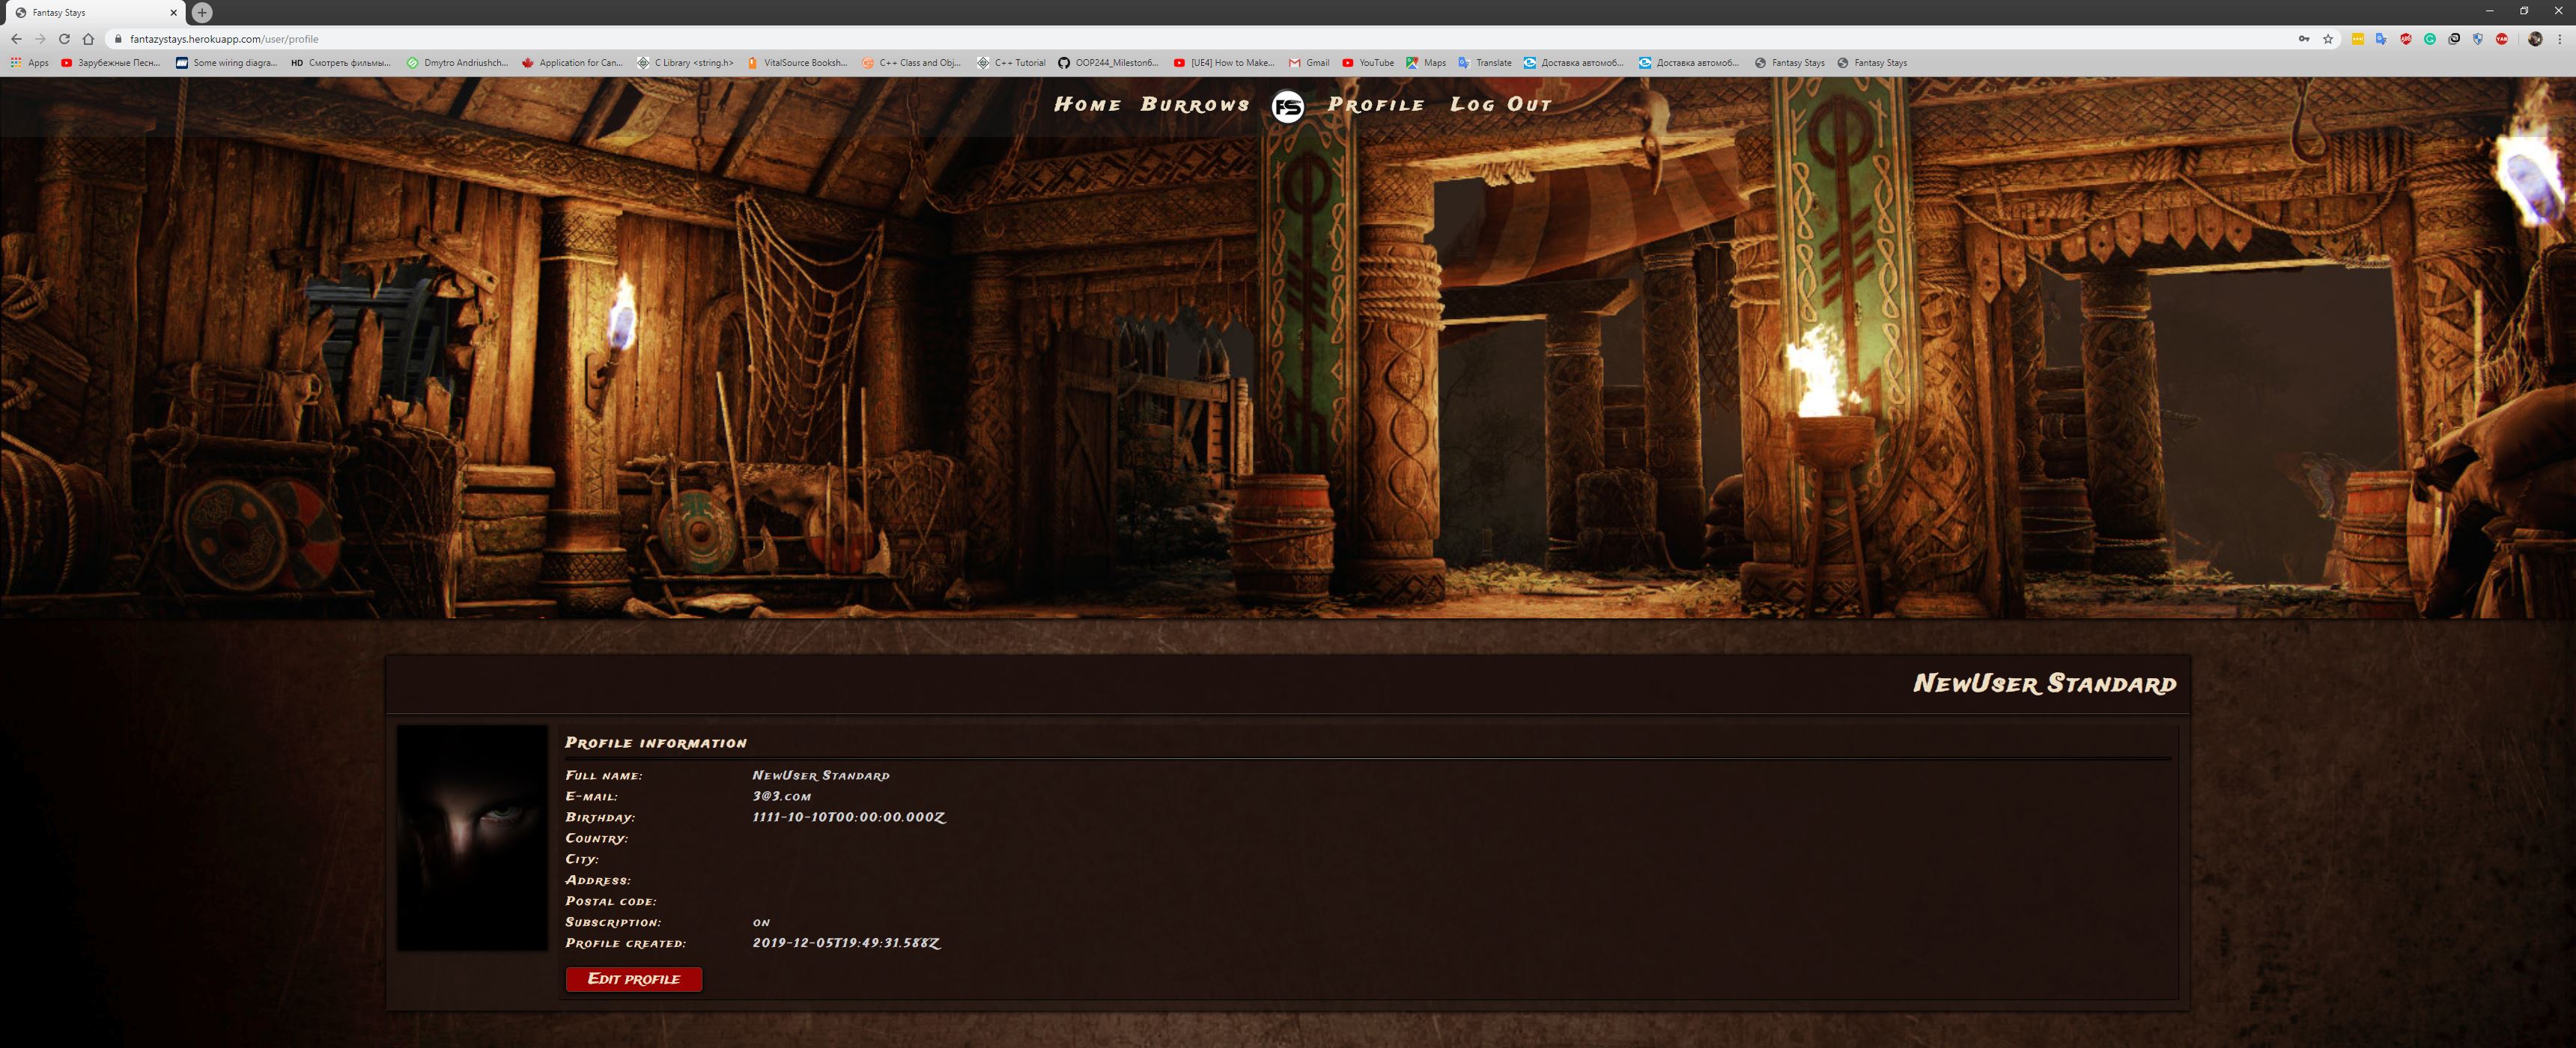 Fantasy Stays
fantazystays.herokuapp.com/user/profile
Apps Зарубежные Песн... Some wiring diagra... HD Смотреть фильмы... Dmytro Andriushch... Application for Can... C Library <string.h> VitalSource Booksh... C++ Class and Obj... C++ Tutorial OOP244_Mileston6... [UE4] How to Make... Gmail YouTube Maps Translate Доставка автомоб... Доставка автомоб... Fantasy Stays Fantasy Stays
Home Burrows FS Profile Log Out
NewUser Standard
Profile information
Full name: NewUser Standard
E-mail: 3@3.com
Birthday: 1111-10-10T00:00:00.000Z
Country:
City:
Address:
Postal code:
Subscription: on
Profile created: 2019-12-05T19:49:31.588Z
Edit profile